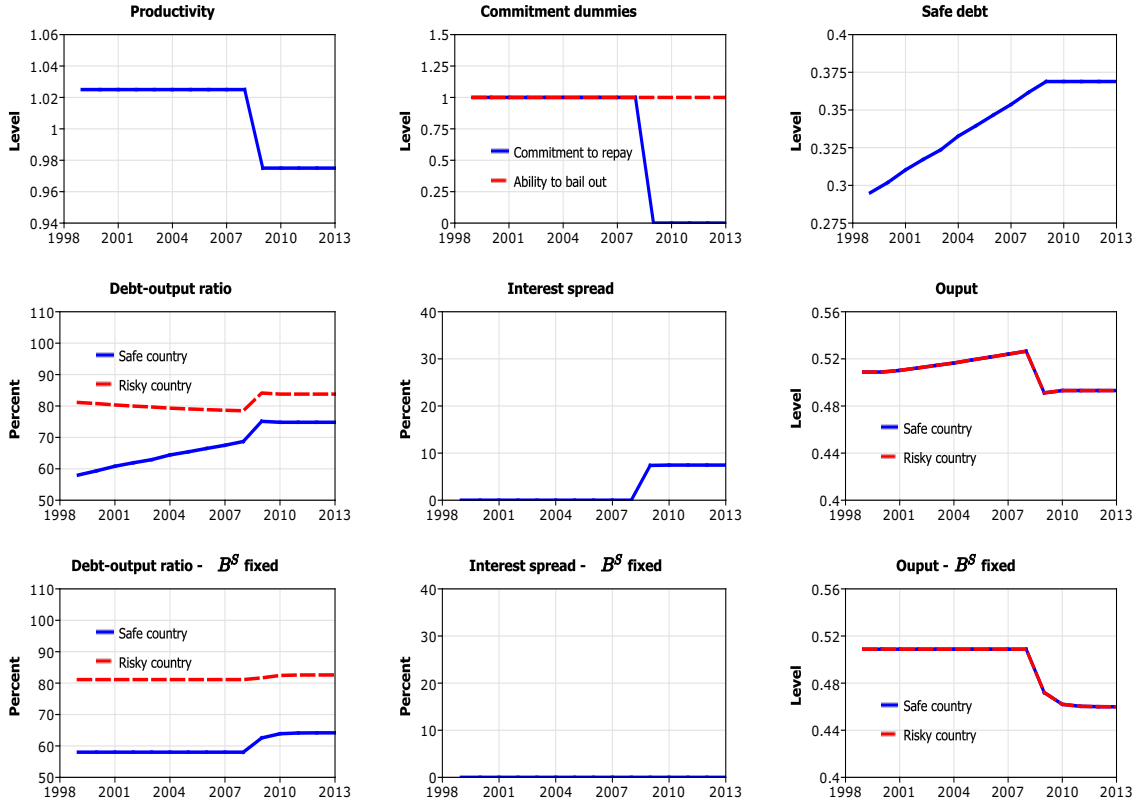 Productivity
Commitment dummies
Safe debt
1.06
1.04
1.02
1
0.98
0.96
0.94
Level
1998 2001 2004 2007 2010 2013
1.5
1.25
1
0.75
0.5
0.25
0
Level
Commitment to repay
Ability to bail out
1998 2001 2004 2007 2010 2013
0.4
0.375
0.35
0.325
0.3
0.275
Level
1998 2001 2004 2007 2010 2013
Debt-output ratio
Interest spread
Ouput
110
100
90
80
70
60
50
Percent
Safe country
Risky country
1998 2001 2004 2007 2010 2013
40
30
20
10
0
Percent
1998 2001 2004 2007 2010 2013
0.56
0.52
0.48
0.44
0.4
Level
Safe country
Risky country
1998 2001 2004 2007 2010 2013
Debt-output ratio - B^S fixed
Interest spread - B^S fixed
Ouput - B^S fixed
110
100
90
80
70
60
50
Percent
Safe country
Risky country
1998 2001 2004 2007 2010 2013
40
30
20
10
0
Percent
1998 2001 2004 2007 2010 2013
0.56
0.52
0.48
0.44
0.4
Level
Safe country
Risky country
1998 2001 2004 2007 2010 2013